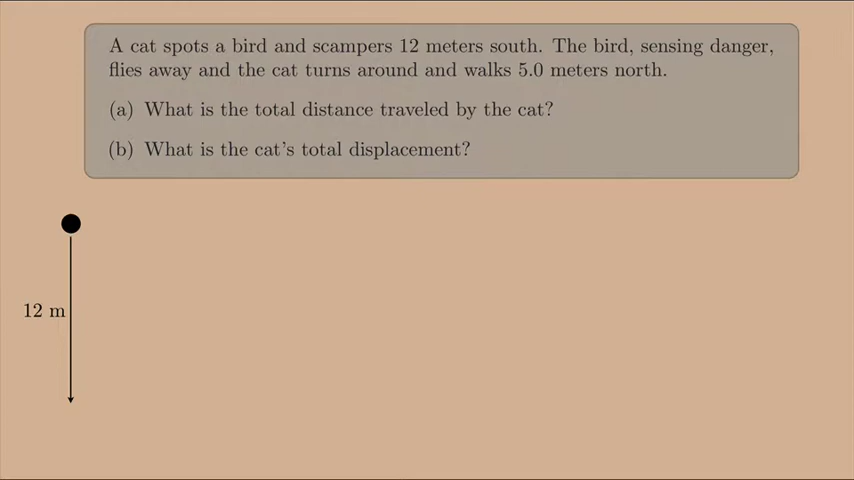 A cat spots a bird and scampers 12 meters south. The bird, sensing danger,
flies away and the cat turns around and walks 5.0 meters north.
(a) What is the total distance traveled by the cat?
(b) What is the cat's total displacement?
12 m